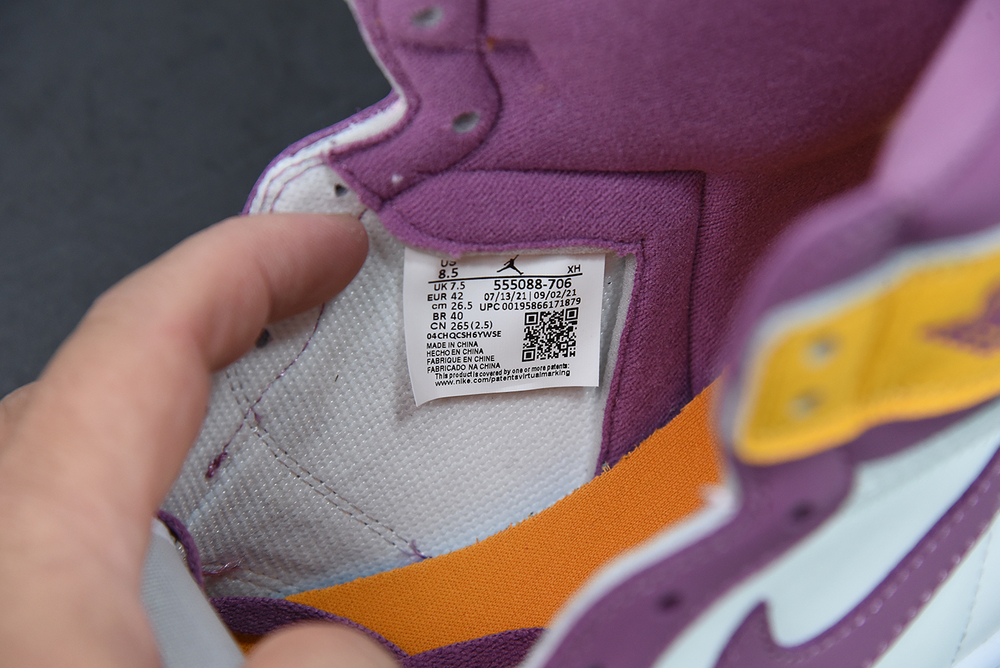 US
8.5 XH
UK 7.5 555088-706
EUR 42 07/13/21 | 09/02/21
cm 26.5 UPC 00195866171879
BR 40
CN 265 (2.5)
04CHQCSH6YWSE
MADE IN CHINA
HECHO EN CHINA
FABRIQUE EN CHINE
FABRICADO NA CHINA
This product is covered by one or more patents:
www.nike.com/patentsvirtualmarking